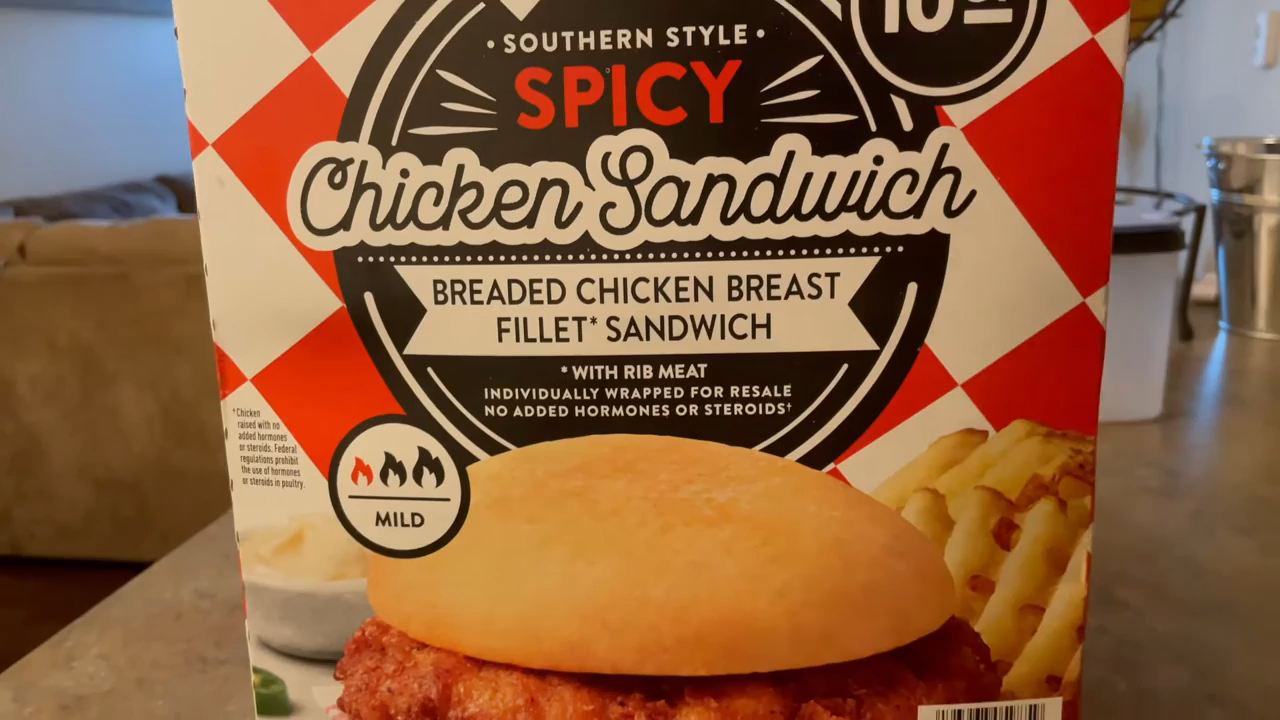 10
• SOUTHERN STYLE •
SPICY
Chicken Sandwich
BREADED CHICKEN BREAST
FILLET* SANDWICH
* WITH RIB MEAT
INDIVIDUALLY WRAPPED FOR RESALE
NO ADDED HORMONES OR STEROIDS†
*Chicken
raised with no
added hormones
or steroids. Federal
regulations prohibit
the use of hormones
or steroids in poultry.
MILD